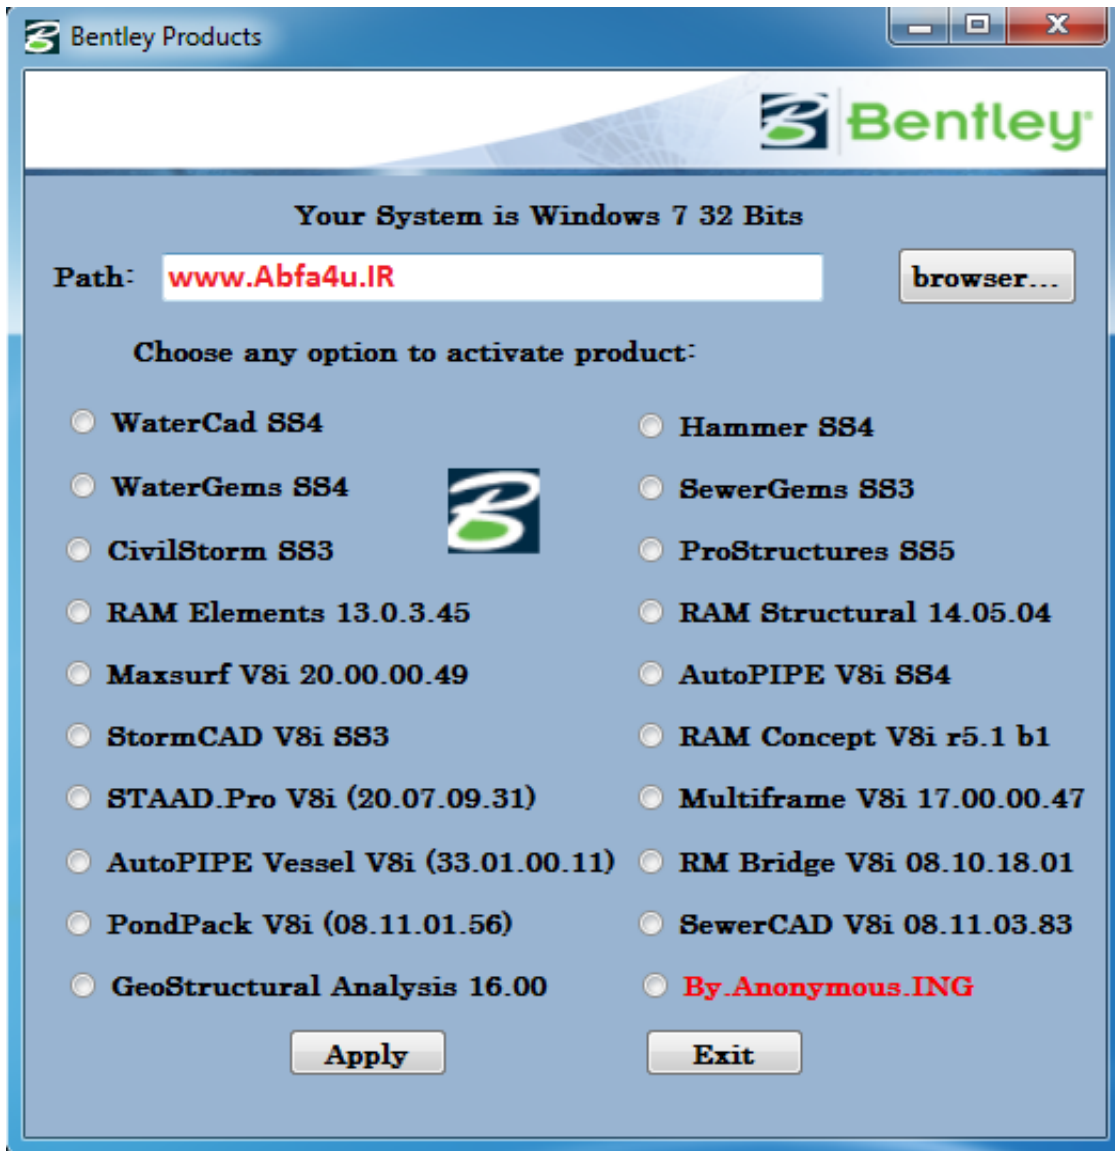 Bentley Products
Bentley
Your System is Windows 7 32 Bits
Path: www.Abfa4u.IR browser...
Choose any option to activate product:
WaterCad SS4
Hammer SS4
WaterGems SS4
SewerGems SS3
CivilStorm SS3
ProStructures SS5
RAM Elements 13.0.3.45
RAM Structural 14.05.04
Maxsurf V8i 20.00.00.49
AutoPIPE V8i SS4
StormCAD V8i SS3
RAM Concept V8i r5.1 b1
STAAD.Pro V8i (20.07.09.31)
Multiframe V8i 17.00.00.47
AutoPIPE Vessel V8i (33.01.00.11)
RM Bridge V8i 08.10.18.01
PondPack V8i (08.11.01.56)
SewerCAD V8i 08.11.03.83
GeoStructural Analysis 16.00
By.Anonymous.ING
Apply
Exit